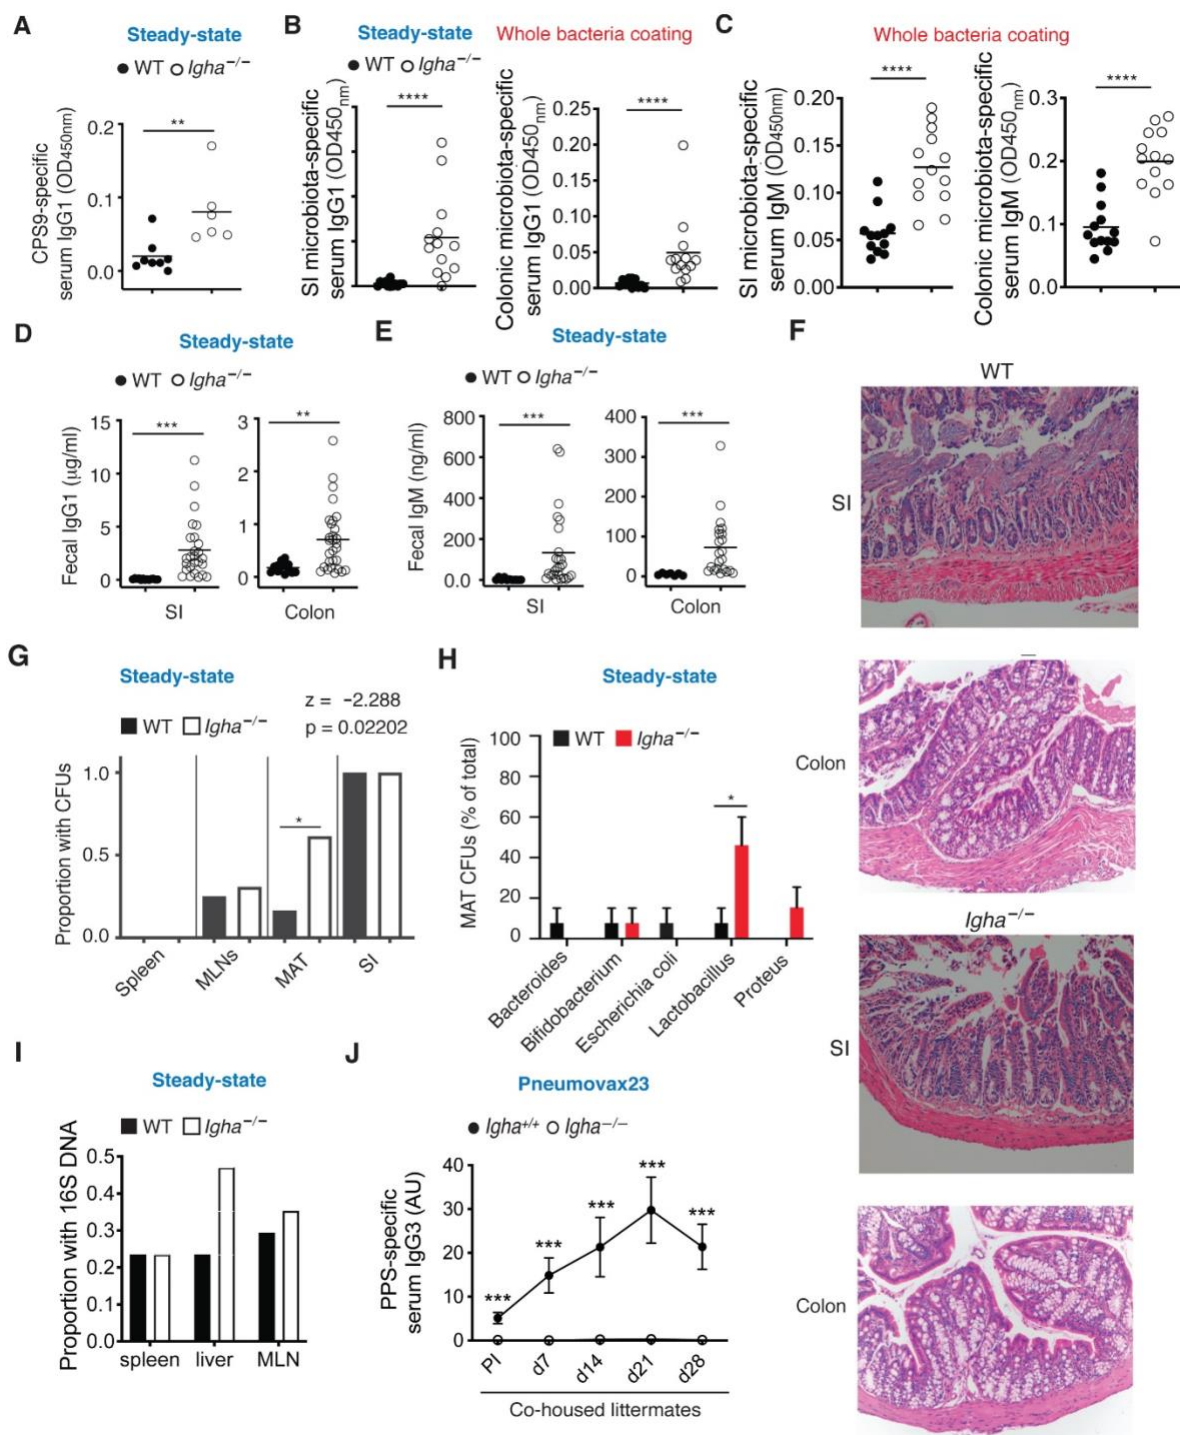 A
Steady-state
● WT ○ Igha−/−
**
CPS9-specific
serum IgG1 (OD450nm)
0.2
0.1
0.0
B
Steady-state
● WT ○ Igha−/−
Whole bacteria coating
****
SI microbiota-specific
serum IgG1 (OD450nm)
****
Colonic microbiota-specific
serum IgG1 (OD450nm)
0.25
0.20
0.15
0.10
0.05
0.00
C
Whole bacteria coating
****
SI microbiota-specific
serum IgM (OD450nm)
0.20
0.15
0.10
0.05
0.00
****
Colonic microbiota-specific
serum IgM (OD450nm)
0.3
0.2
0.1
0.0
D
Steady-state
● WT ○ Igha−/−
Fecal IgG1 (µg/ml)
15
10
5
0
***
SI
3
2
1
0
**
Colon
E
Steady-state
● WT ○ Igha−/−
Fecal IgM (ng/ml)
800
600
400
200
0.0
***
SI
400
300
200
100
0
***
Colon
F
WT
SI
Colon
Igha−/−
SI
Colon
G
Steady-state
z = -2.288
p = 0.02202
WT Igha−/−
Proportion with CFUs
1.0
0.5
0.0
*
Spleen
MLNs
MAT
SI
H
Steady-state
WT Igha−/−
MAT CFUs (% of total)
100
80
60
40
20
0
*
Bacteroides
Bifidobacterium
Escherichia coli
Lactobacillus
Proteus
I
Steady-state
WT Igha−/−
Proportion with 16S DNA
0.5
0.4
0.3
0.2
0.1
0.0
spleen liver MLN
J
Pneumovax23
● Igha+/+ ○ Igha−/−
PPS-specific
serum IgG3 (AU)
40
30
20
10
0
***
***
***
***
***
PI
d7
d14
d21
d28
Co-housed littermates